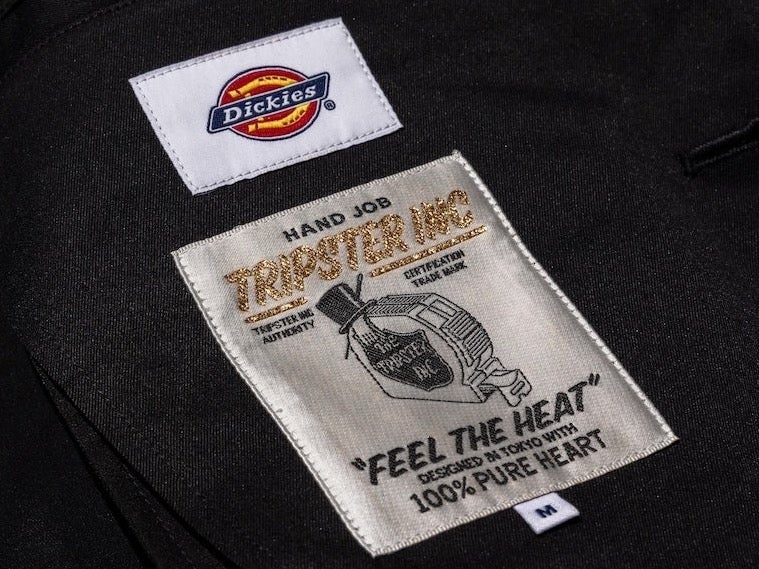 Dickies
®
HAND JOB
TRIPSTER INC
CERTIFICATION
TRADE MARK
TRIPSTER INC
AUTHORITY
TRIPSTER
INC
"FEEL THE HEAT"
DESIGNED IN TOKYO WITH
100% PURE HEART
M